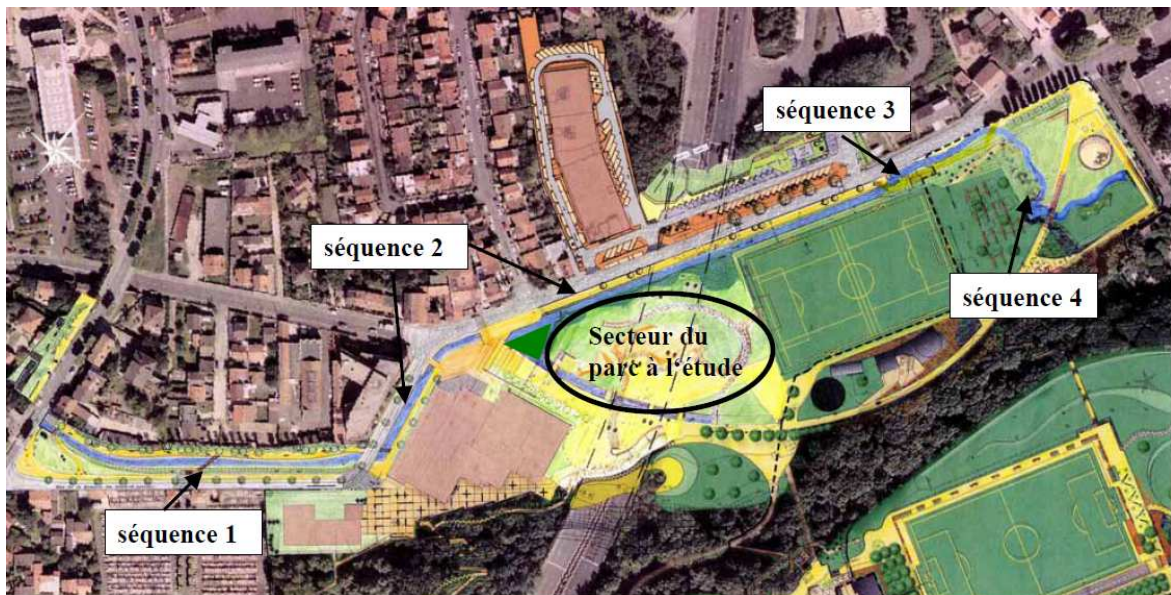 séquence 3
séquence 2
séquence 4
Secteur du
parc à l'étude
séquence 1